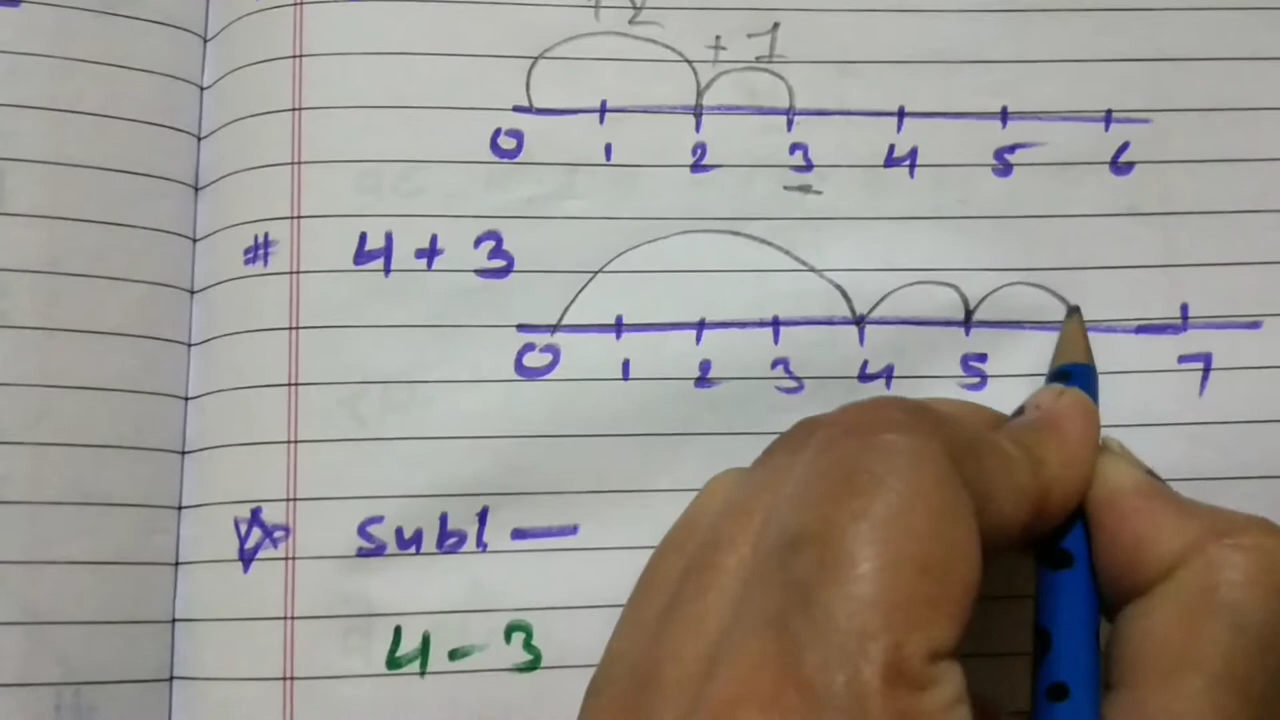 +2 +1
0 1 2 3 4 5 6
# 4+3
0 1 2 3 4 5 7
Subt —
4-3